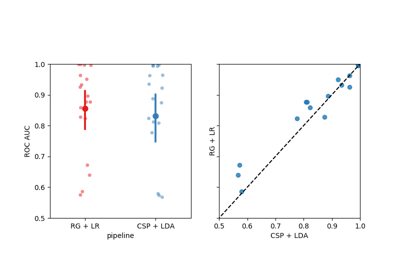 1.0
0.9
0.8
0.7
0.6
0.5
ROC AUC
RG + LR
CSP + LDA
pipeline
RG + LR
0.5
0.6
0.7
0.8
0.9
1.0
CSP + LDA